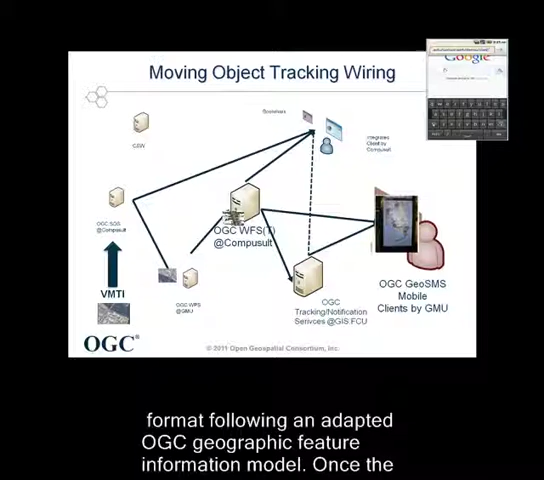 Google
Moving Object Tracking Wiring
CSW
Integrated
Client by
Compusult
OGC SOS
@Compusult
OGC WFS(T)
@Compusult
VMTI
OGC WPS
@GMU
OGC
Tracking/Notification
Serivces @GIS.FCU
OGC GeoSMS
Mobile
Clients by GMU
OGC®
© 2011 Open Geospatial Consortium, Inc.
format following an adapted
OGC geographic feature
information model. Once the